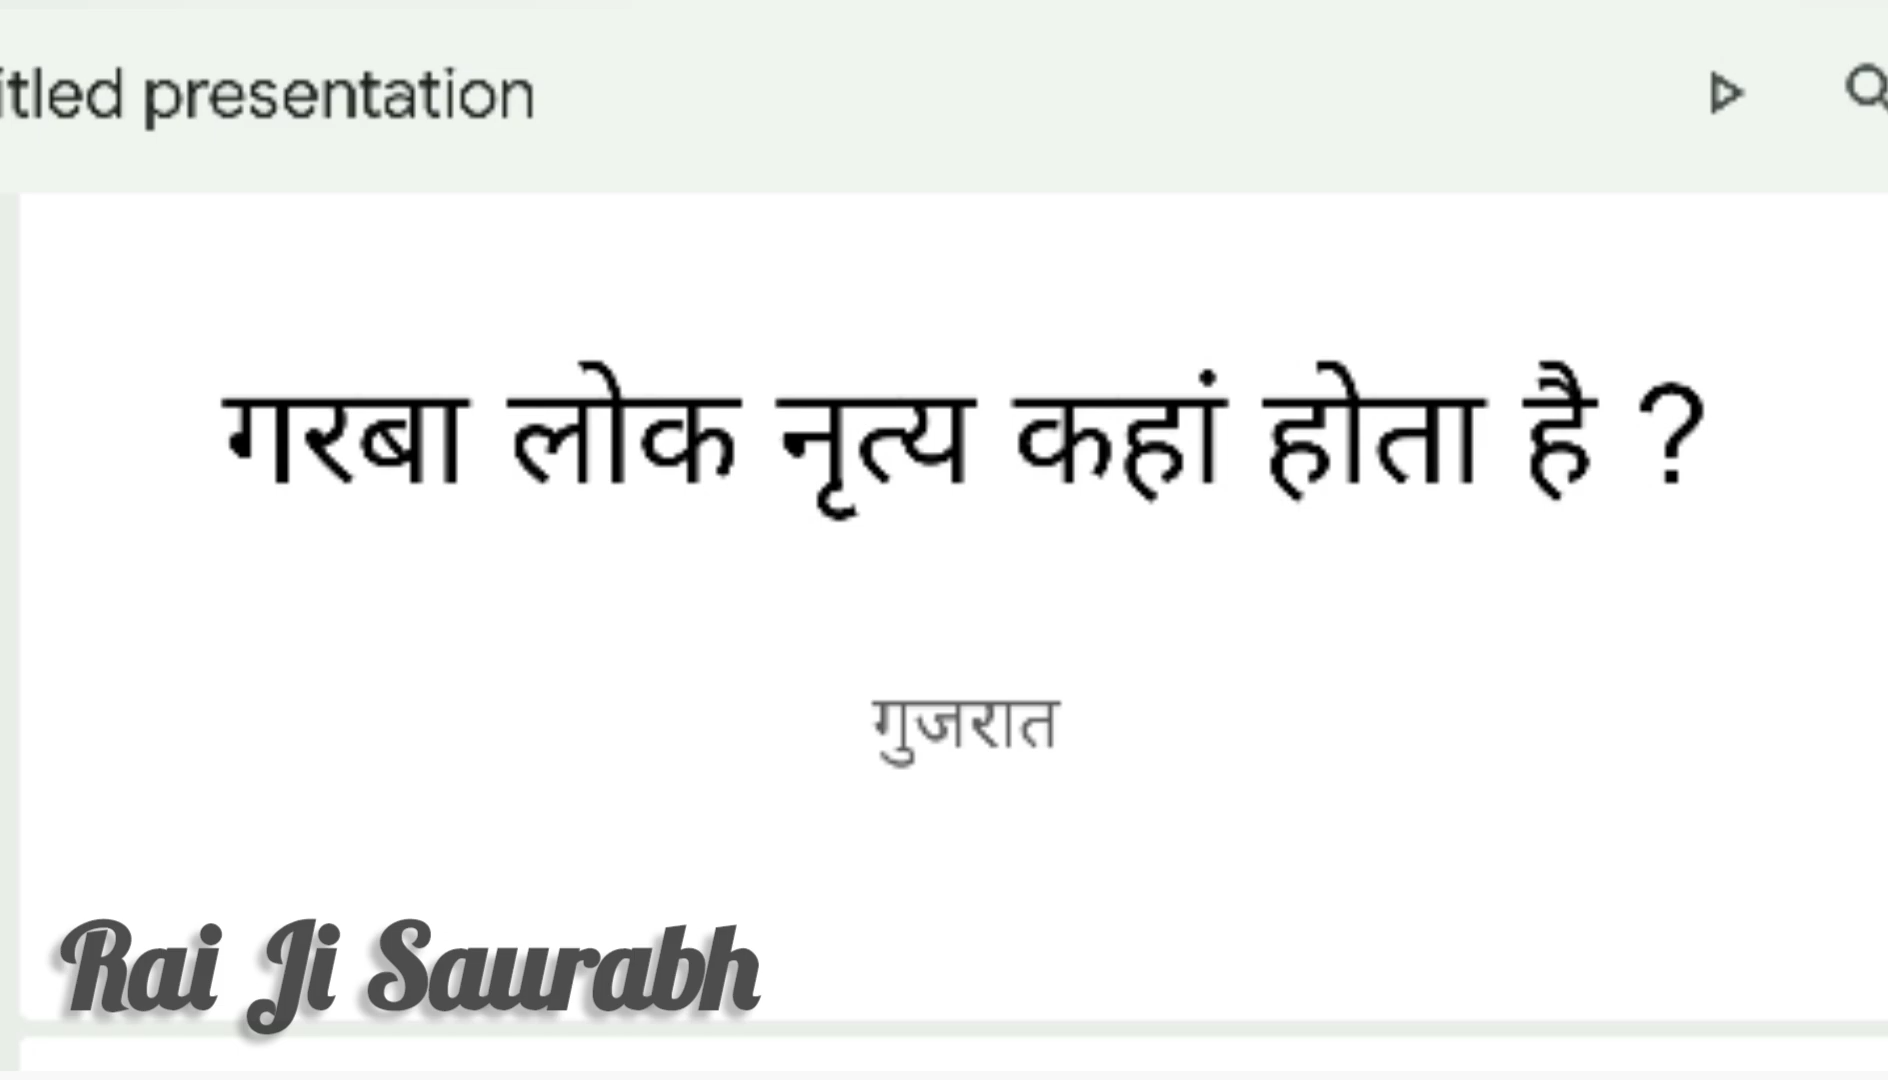 itled presentation
गरबा लोक नृत्य कहां होता है ?
गुजरात
Rai Ji Saurabh